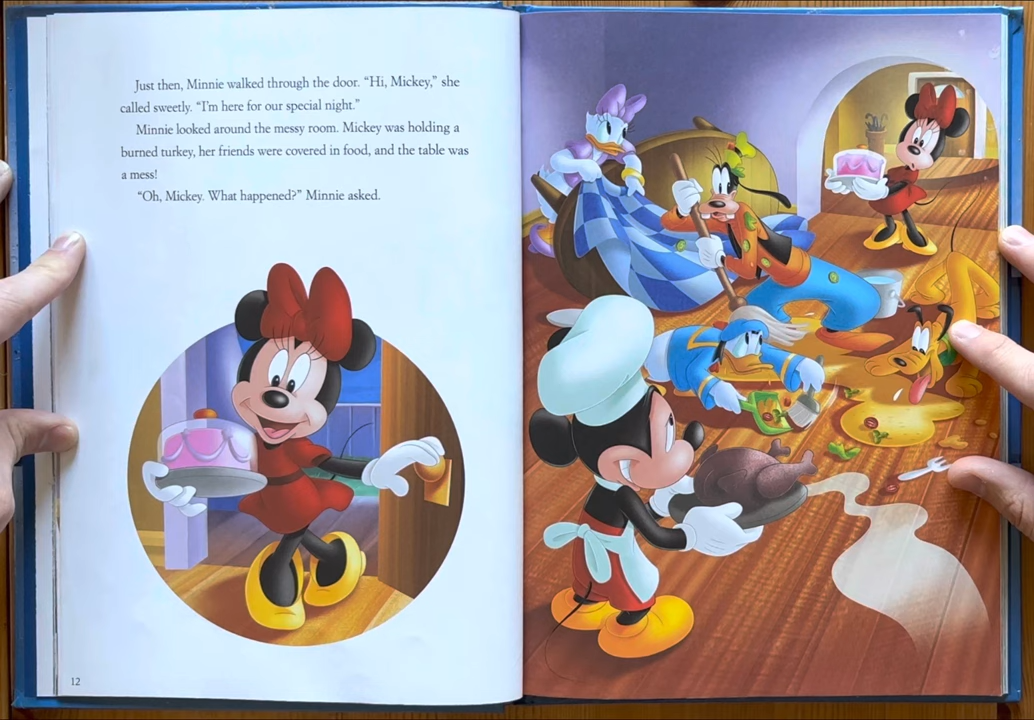 Just then, Minnie walked through the door. “Hi, Mickey,” she
called sweetly. “I’m here for our special night.”
Minnie looked around the messy room. Mickey was holding a
burned turkey, her friends were covered in food, and the table was
a mess!
“Oh, Mickey. What happened?” Minnie asked.
12